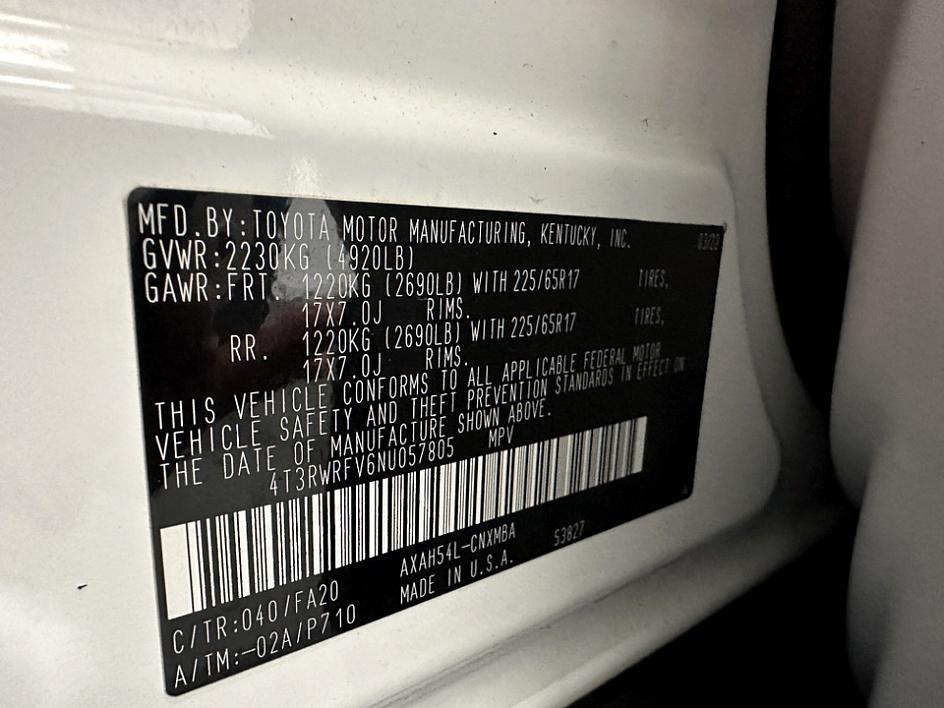 MFD.BY:TOYOTA MOTOR MANUFACTURING, KENTUCKY, INC. 03/22
GVWR:2230KG (4920LB)
GAWR:FRT. 1220KG (2690LB) WITH 225/65R17 TIRES,
17X7.0J RIMS.
RR. 1220KG (2690LB) WITH 225/65R17 TIRES,
17X7.0J RIMS.
THIS VEHICLE CONFORMS TO ALL APPLICABLE FEDERAL MOTOR
VEHICLE SAFETY AND THEFT PREVENTION STANDARDS IN EFFECT ON
THE DATE OF MANUFACTURE SHOWN ABOVE.
4T3RWRFV6NU057805 MPV
C/TR:040/FA20 AXAH54L-CNXMBA 53827
A/TM:-02A/P710 MADE IN U.S.A.